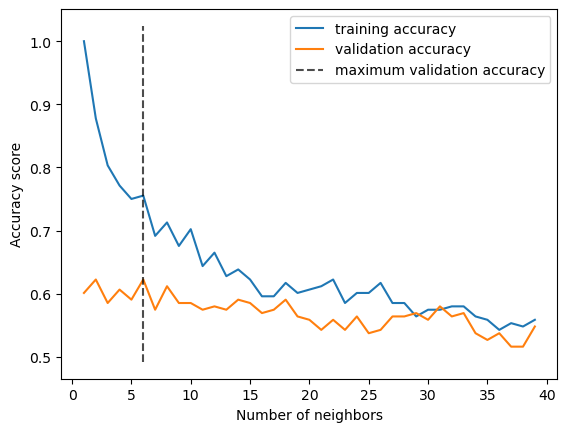 training accuracy
validation accuracy
maximum validation accuracy
1.0
0.9
0.8
0.7
0.6
0.5
Accuracy score
0 5 10 15 20 25 30 35 40
Number of neighbors